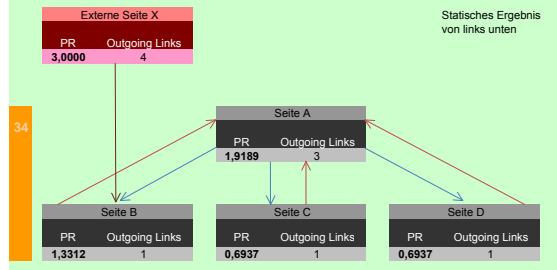 Externe Seite X
PR Outgoing Links
3,0000 4
Statisches Ergebnis
von links unten
34
Seite A
PR Outgoing Links
1,9189 3
Seite B
PR Outgoing Links
1,3312 1
Seite C
PR Outgoing Links
0,6937 1
Seite D
PR Outgoing Links
0,6937 1